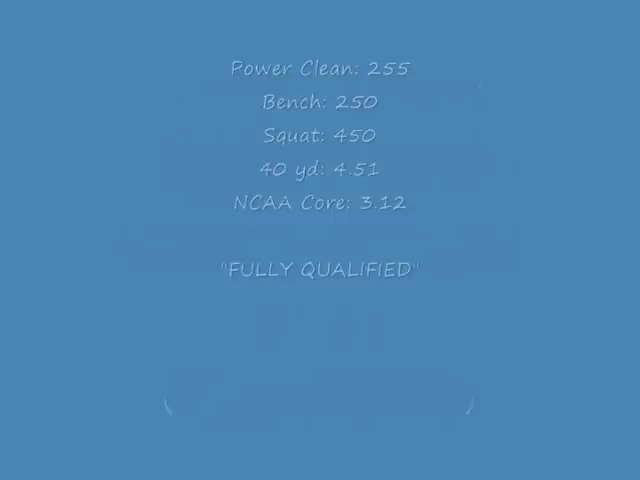 Power Clean: 255
Bench: 250
Squat: 450
40 yd: 4.51
NCAA Core: 3.12
"FULLY QUALIFIED"